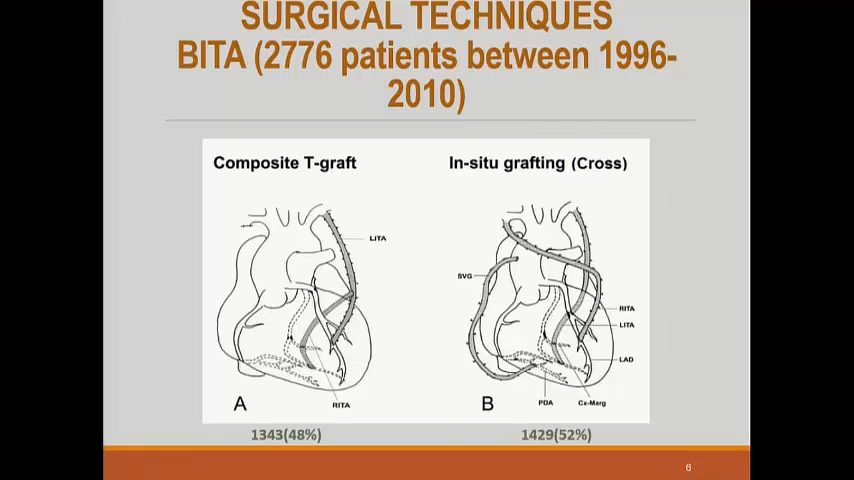 SURGICAL TECHNIQUES
BITA (2776 patients between 1996-
2010)
Composite T-graft
In-situ grafting (Cross)
LITA
RITA
A
SVG
RITA
LITA
LAD
PDA
Cx-Marg
B
1343(48%)
1429(52%)
6